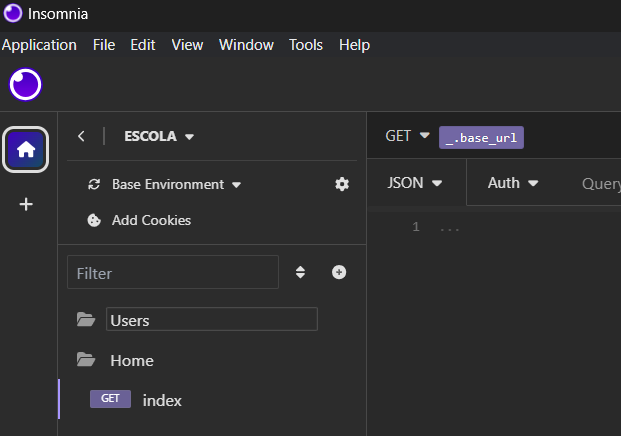 Insomnia
Application File Edit View Window Tools Help
ESCOLA
GET _.base_url
Base Environment
JSON Auth Query
Add Cookies
1 ...
Filter
Users
Home
GET index